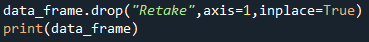 data_frame.drop("Retake",axis=1,inplace=True)
print(data_frame)